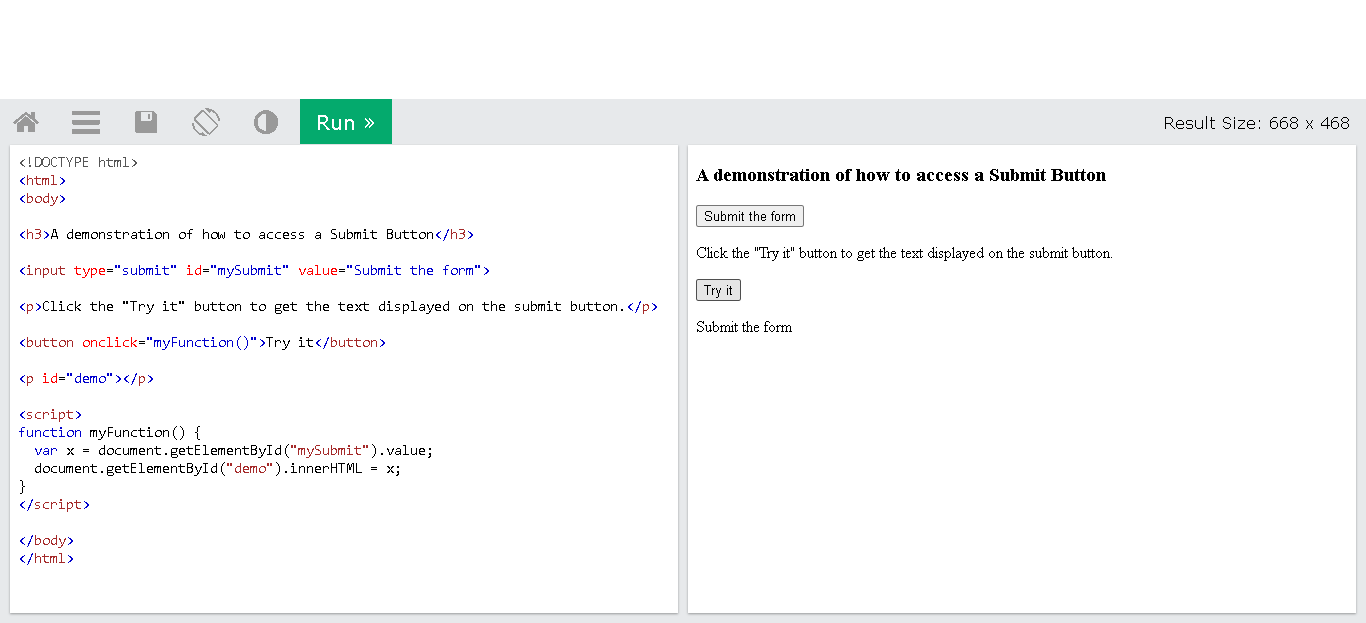 Run »
Result Size: 668 x 468
<!DOCTYPE html>
<html>
<body>
<h3>A demonstration of how to access a Submit Button</h3>
<input type="submit" id="mySubmit" value="Submit the form">
<p>Click the "Try it" button to get the text displayed on the submit button.</p>
<button onclick="myFunction()">Try it</button>
<p id="demo"></p>
<script>
function myFunction() {
  var x = document.getElementById("mySubmit").value;
  document.getElementById("demo").innerHTML = x;
}
</script>
</body>
</html>
A demonstration of how to access a Submit Button
Submit the form
Click the "Try it" button to get the text displayed on the submit button.
Try it
Submit the form